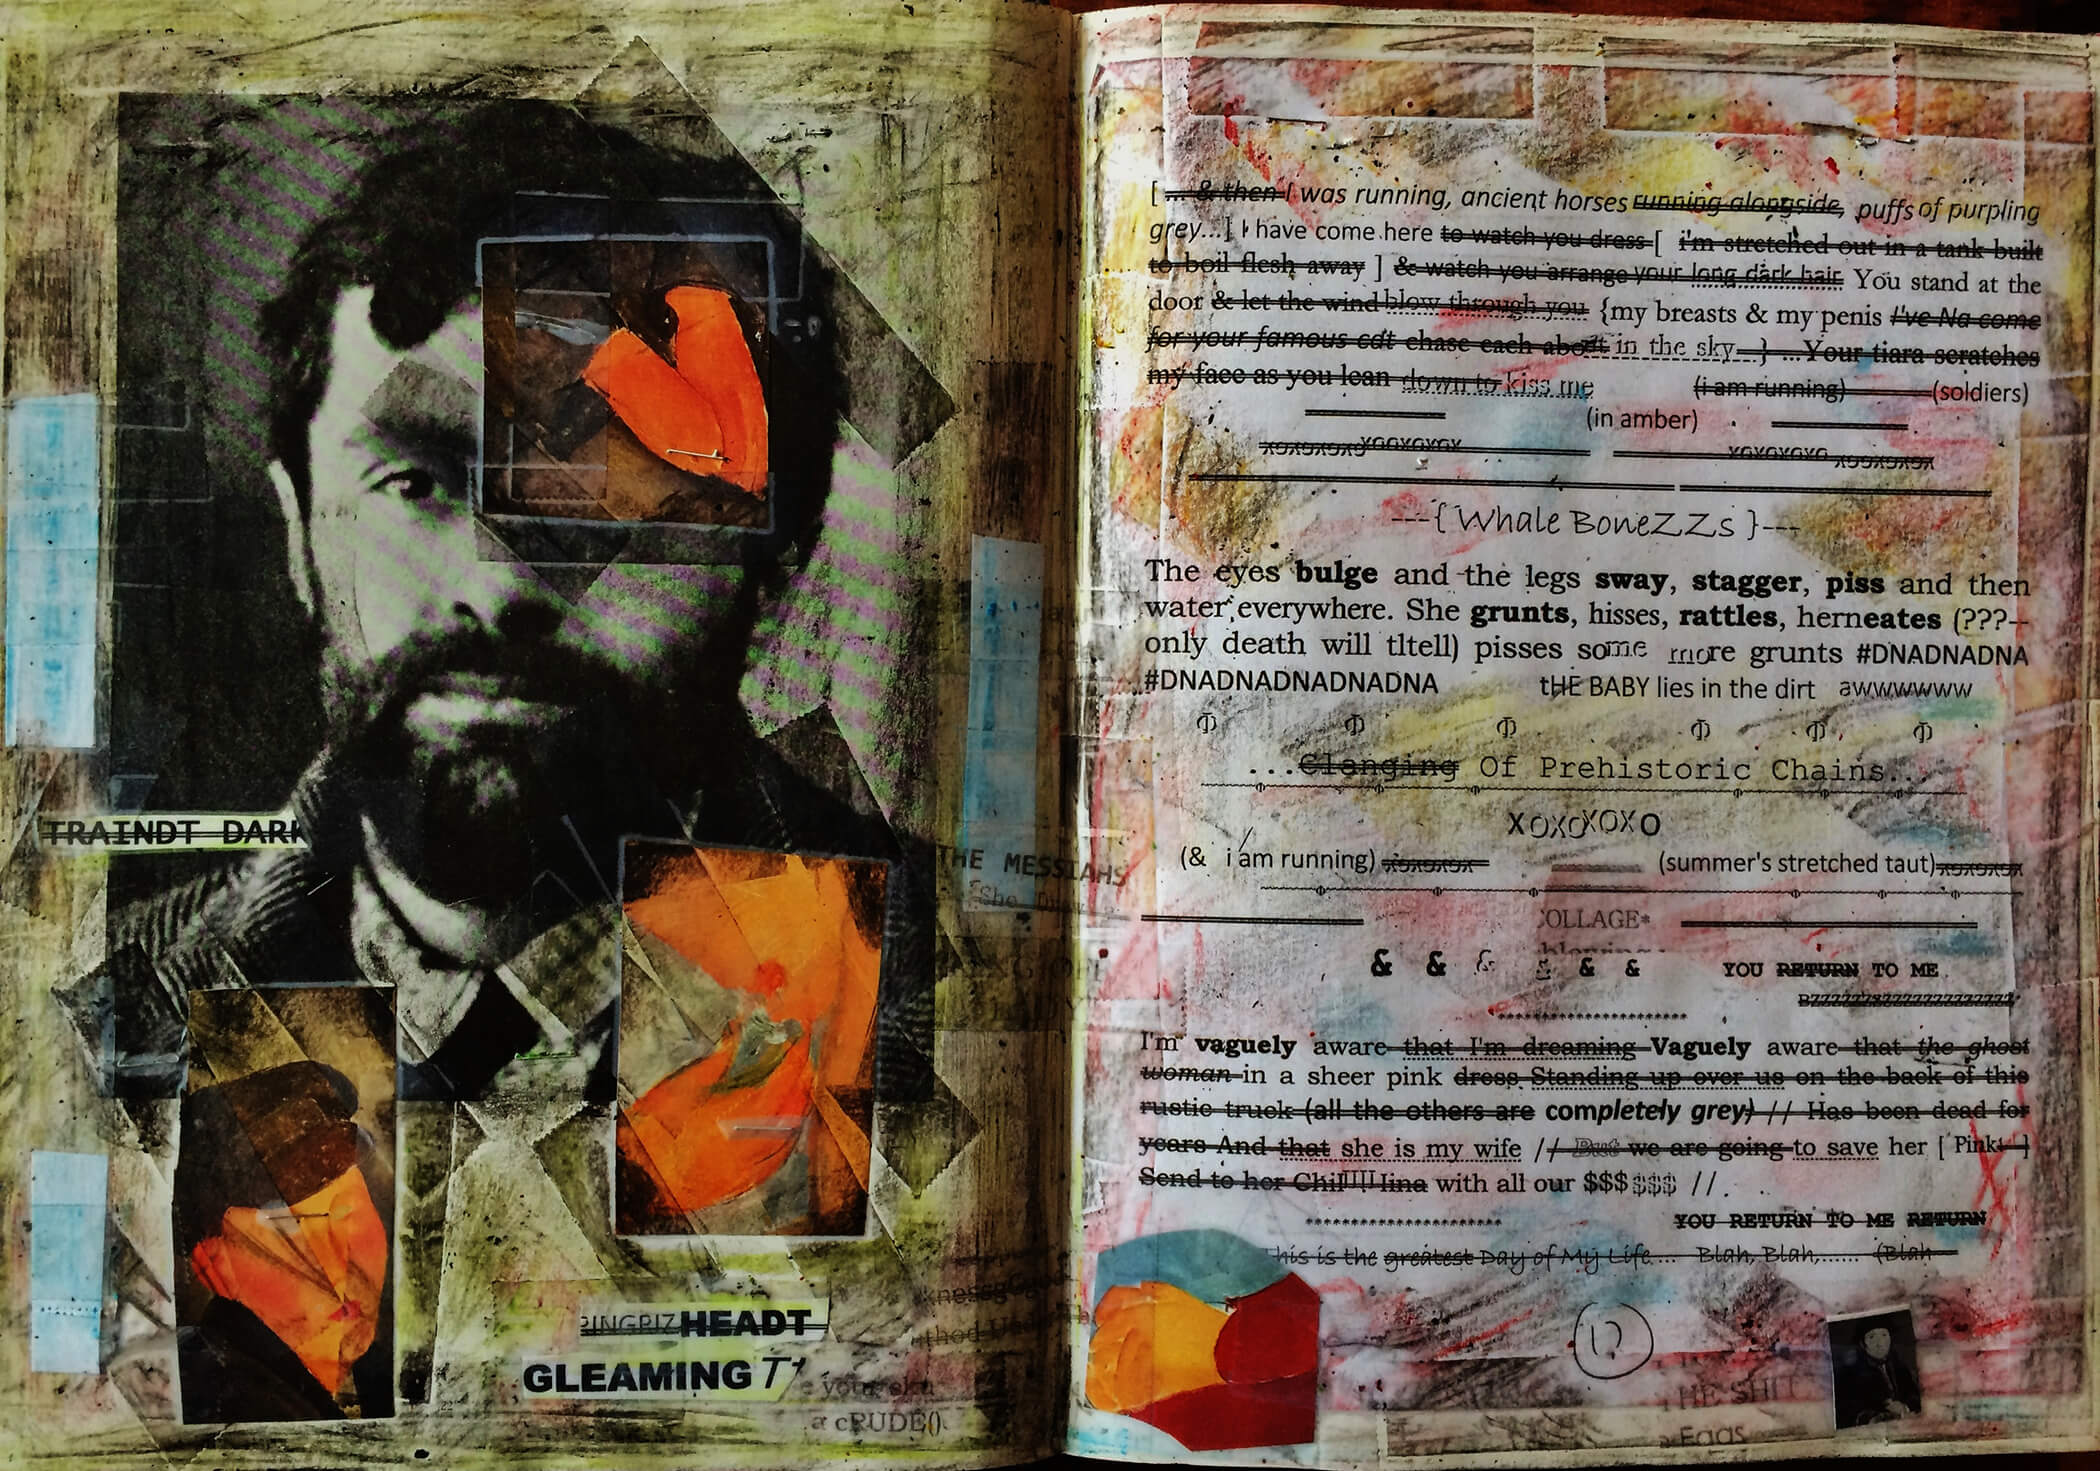 TRAINDT DARK
THE MESSIAHS
HEADT
GLEAMING
a cRUDE().
[ ... & then I was running, ancient horses running alongside, puffs of purpling
grey...] I have come here to watch you dress [ i'm stretched out in a tank built
to boil flesh away ] & watch you arrange your long dark hair You stand at the
door & let the wind blow through you {my breasts & my penis I've Na come
for your famous cat chase each about in the sky...} ...Your tiara scratches
my face as you lean down to kiss me (i am running) (soldiers)
(in amber)
xoxoxoxoxoxoxox xoxoxoxo xoxoxox
---{ Whale BoneZZs }---
The eyes bulge and the legs sway, stagger, piss and then
water everywhere. She grunts, hisses, rattles, herneates (???--
only death will tltell) pisses some more grunts #DNADNADNA
#DNADNADNADNADNA tHE BABY lies in the dirt awwwwww
Φ Φ Φ Φ Φ Φ
...Clanging Of Prehistoric Chains...
XoxoXOXo
(& i am running) xoxoxox (summer's stretched taut) xoxoxox
COLLAGE*
& & & & & & YOU RETURN TO ME
**********************
I'm vaguely aware that I'm dreaming Vaguely aware that the ghost
woman in a sheer pink dress Standing up over us on the back of this
rustic truck (all the others are completely grey) // Has been dead for
years And that she is my wife // But we are going to save her [ Pink ]
Send to her with all our $$$$$$ //.
********************** YOU RETURN TO ME RETURN
This is the greatest Day of My Life.... Blah, Blah,...... (Blah
HE SHIT
Eggs